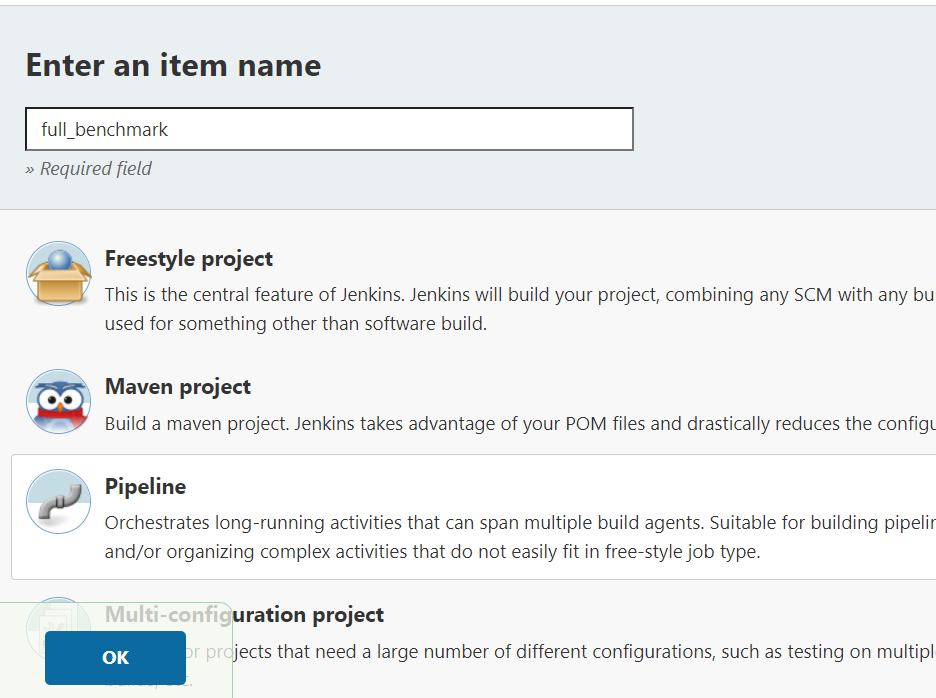 Enter an item name
full_benchmark
» Required field
Freestyle project
This is the central feature of Jenkins. Jenkins will build your project, combining any SCM with any bu
used for something other than software build.
Maven project
Build a maven project. Jenkins takes advantage of your POM files and drastically reduces the configu
Pipeline
Orchestrates long-running activities that can span multiple build agents. Suitable for building pipelin
and/or organizing complex activities that do not easily fit in free-style job type.
Multi-configuration project
or projects that need a large number of different configurations, such as testing on multipl
OK